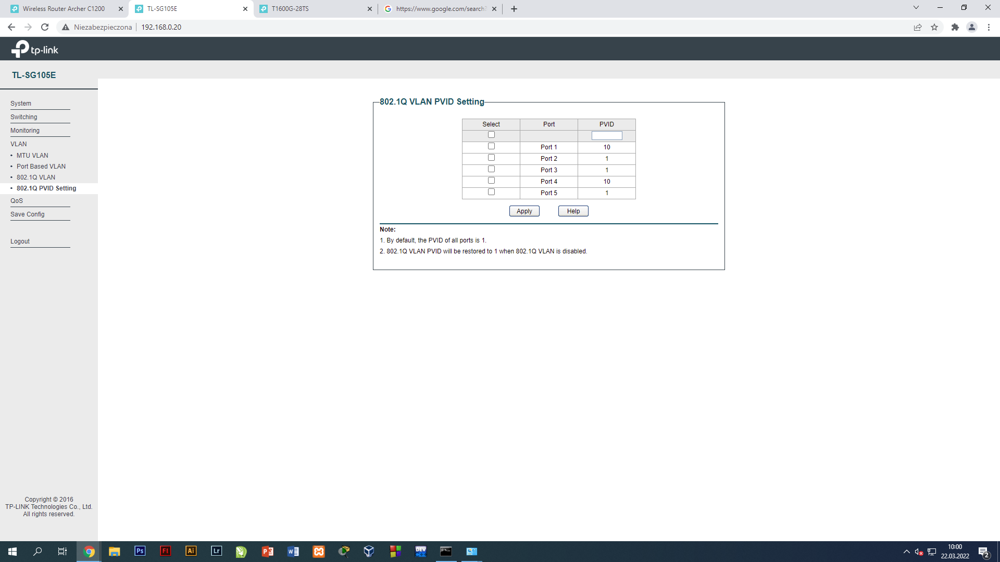 Wireless Router Archer C1200
TL-SG105E
T1600G-28TS
https://www.google.com/search?
Niezabezpieczona
192.168.0.20
tp-link
TL-SG105E
System
Switching
Monitoring
VLAN
• MTU VLAN
• Port Based VLAN
• 802.1Q VLAN
• 802.1Q PVID Setting
QoS
Save Config
Logout
802.1Q VLAN PVID Setting
Select Port PVID
Port 1 10
Port 2 1
Port 3 1
Port 4 10
Port 5 1
Apply Help
Note:
1. By default, the PVID of all ports is 1.
2. 802.1Q VLAN PVID will be restored to 1 when 802.1Q VLAN is disabled.
Copyright © 2016
TP-LINK Technologies Co., Ltd.
All rights reserved.
Ps
Fl
Ai
Lr
DEV
10:00
22.03.2022
2